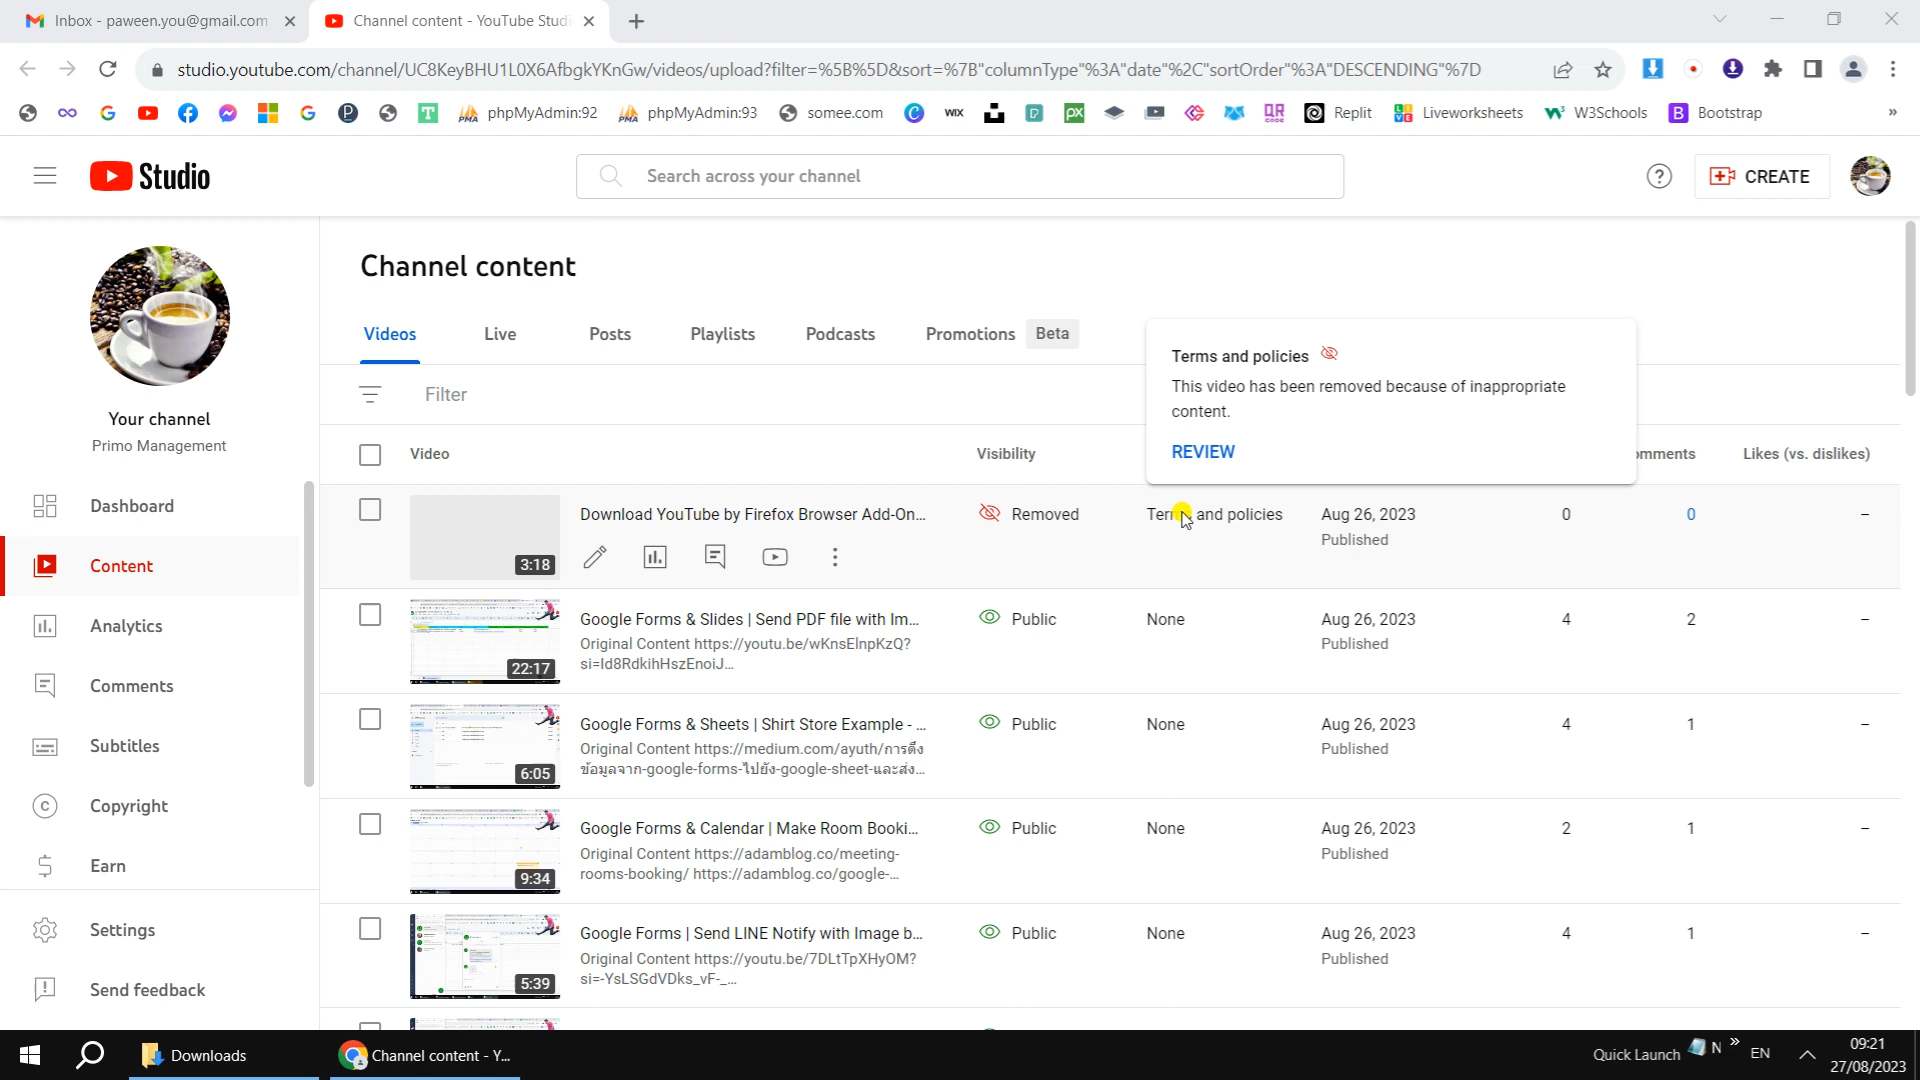 Inbox - paween.you@gmail.com
Channel content - YouTube Studi
studio.youtube.com/channel/UC8KeyBHU1L0X6AfbgkYKnGw/videos/upload?filter=%5B%5D&sort=%7B"columnType"%3A"date"%2C"sortOrder"%3A"DESCENDING"%7D
phpMyAdmin:92
phpMyAdmin:93
somee.com
WIX
QR
CODE
Replit
Liveworksheets
W3Schools
Bootstrap
Studio
Search across your channel
CREATE
Your channel
Primo Management
Dashboard
Content
Analytics
Comments
Subtitles
Copyright
Earn
Settings
Send feedback
Channel content
Videos
Live
Posts
Playlists
Podcasts
Promotions
Beta
Filter
Terms and policies
This video has been removed because of inappropriate
content.
REVIEW
Video
Visibility
omments
Likes (vs. dislikes)
3:18
Download YouTube by Firefox Browser Add-On...
Removed
Terms and policies
Aug 26, 2023
Published
0
0
–
22:17
Google Forms & Slides | Send PDF file with Im...
Original Content https://youtu.be/wKnsElnpKzQ?
si=Id8RdkihHszEnoiJ...
Public
None
Aug 26, 2023
Published
4
2
–
6:05
Google Forms & Sheets | Shirt Store Example - ...
Original Content https://medium.com/ayuth/การดึง
ข้อมูลจาก-google-forms-ไปยัง-google-sheet-และส่ง...
Public
None
Aug 26, 2023
Published
4
1
–
9:34
Google Forms & Calendar | Make Room Booki...
Original Content https://adamblog.co/meeting-
rooms-booking/ https://adamblog.co/google-...
Public
None
Aug 26, 2023
Published
2
1
–
5:39
Google Forms | Send LINE Notify with Image b...
Original Content https://youtu.be/7DLtTpXHyOM?
si=-YsLSGdVDks_vF-_...
Public
None
Aug 26, 2023
Published
4
1
–
Downloads
Channel content - Y...
Quick Launch
N
EN
09:21
27/08/2023